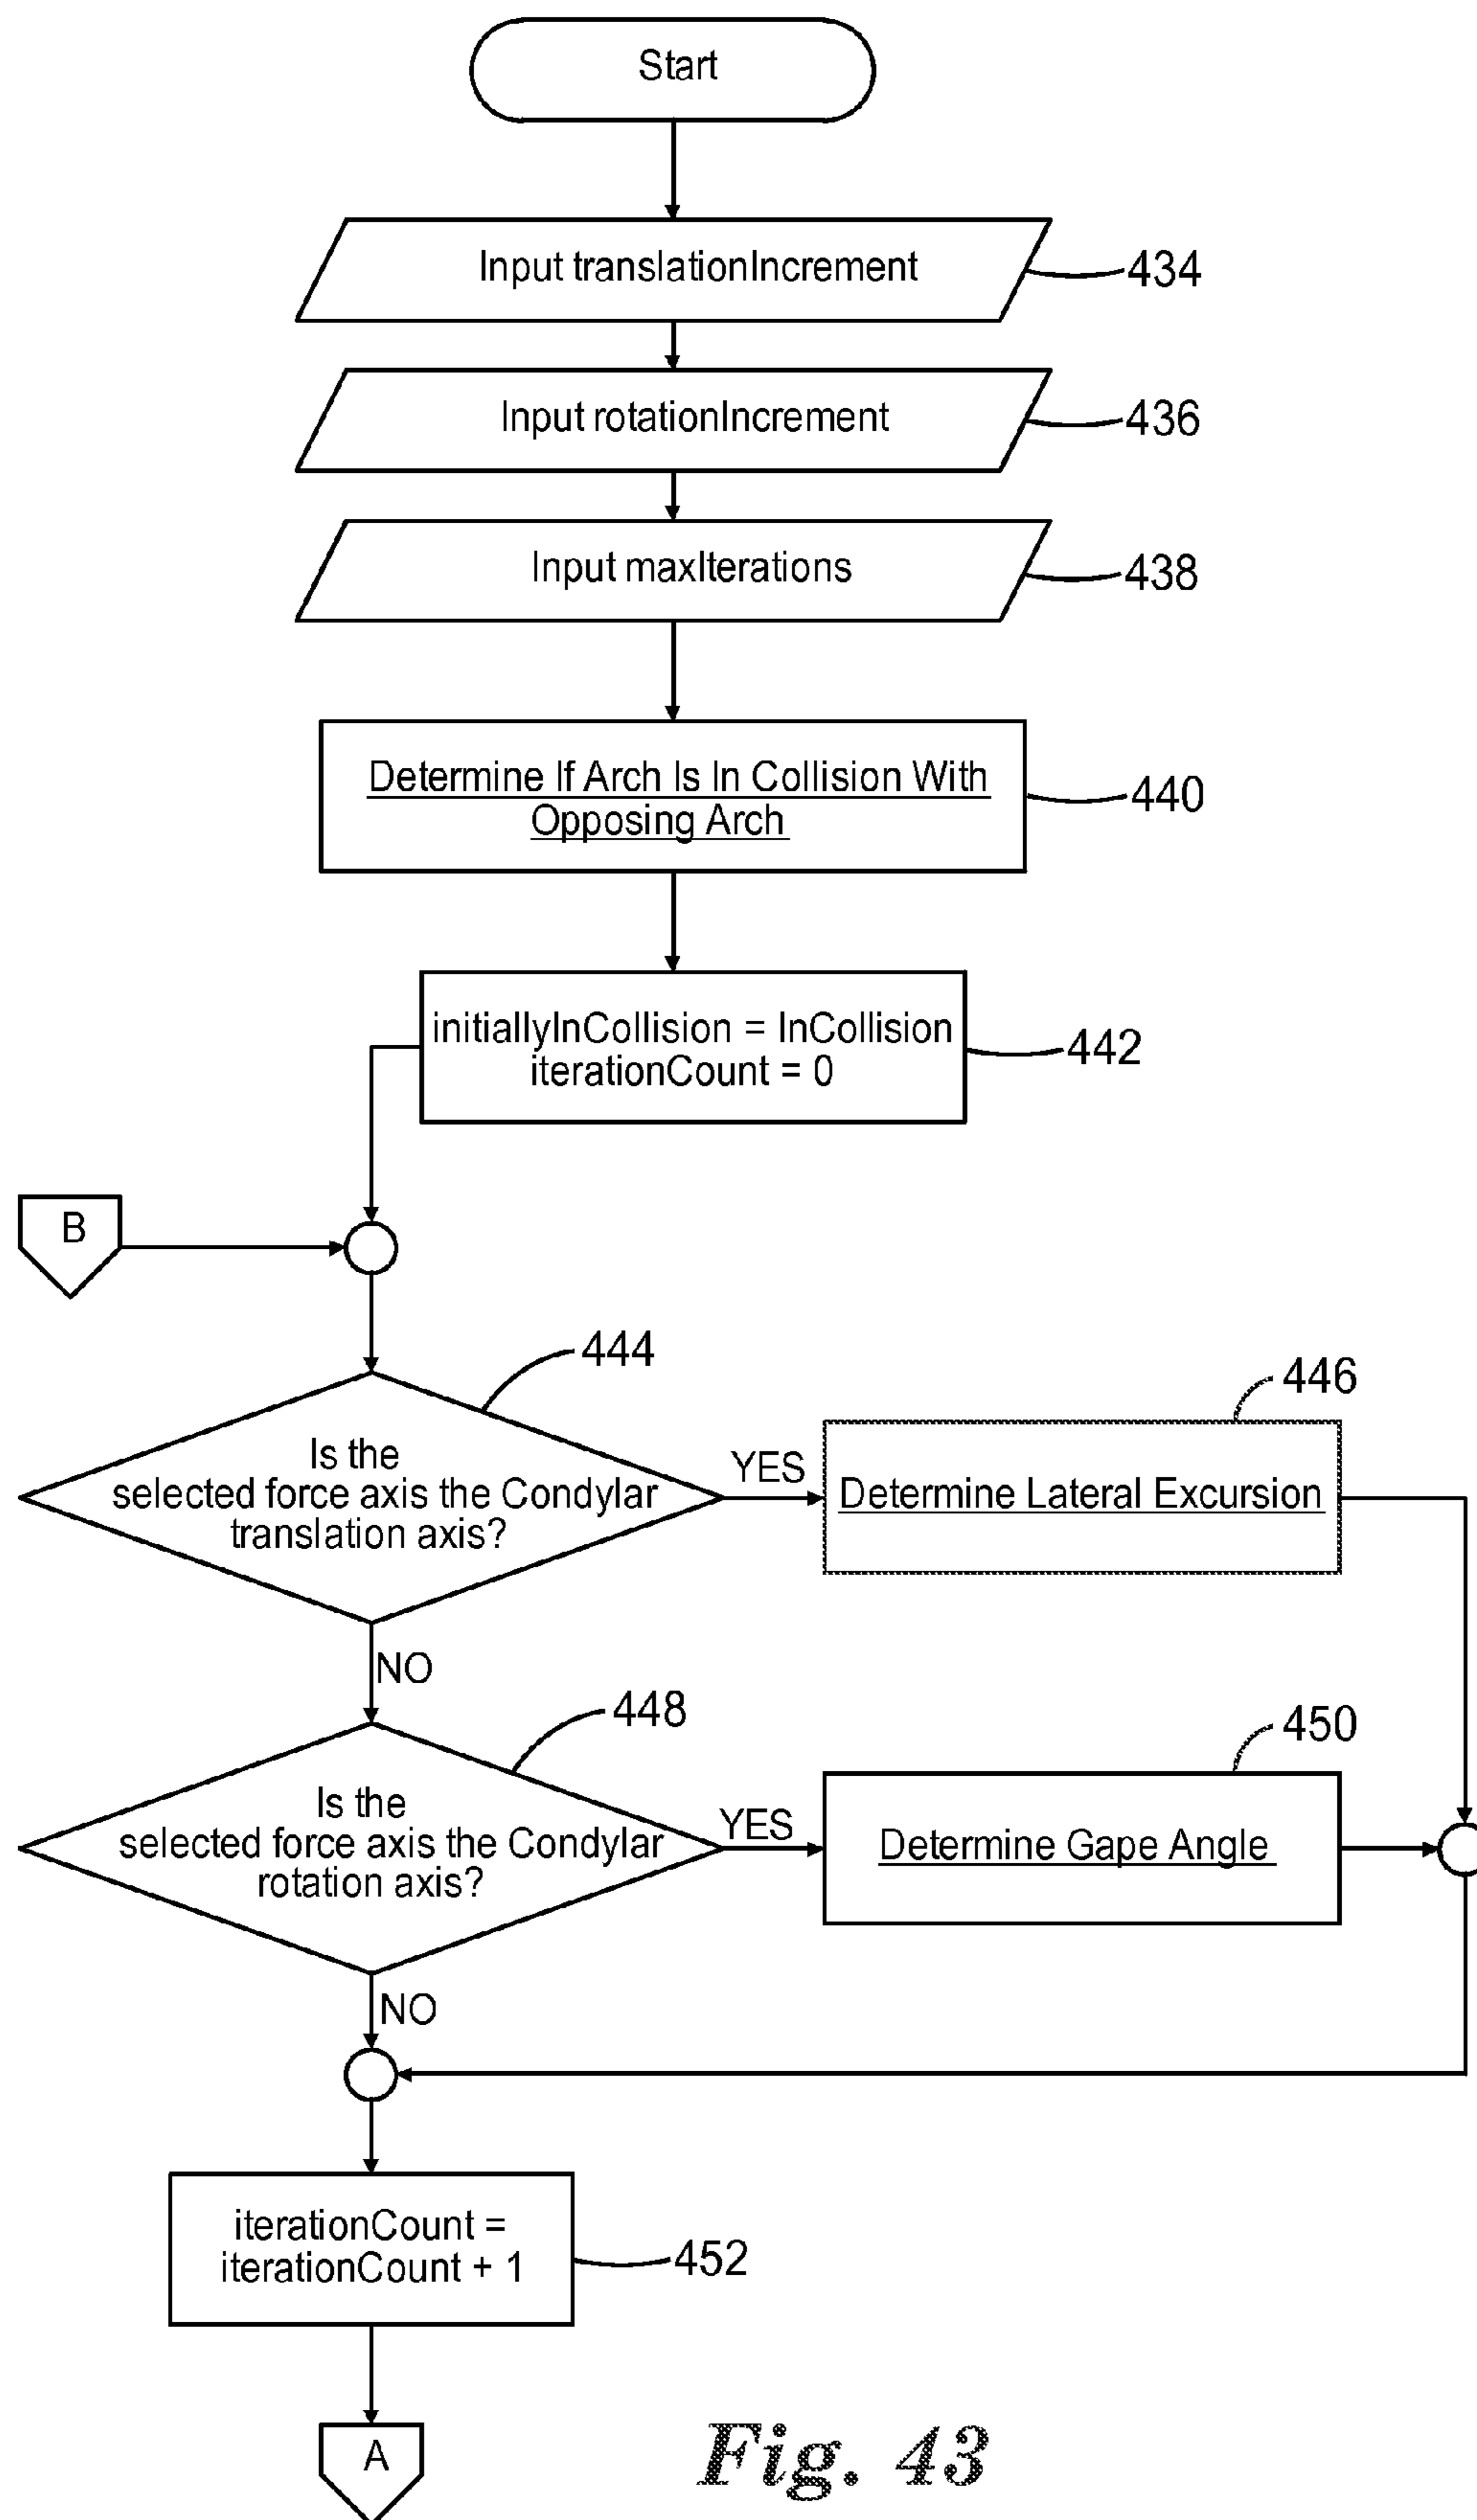 Start
Input translationIncrement
434
Input rotationIncrement
436
Input maxIterations
438
Determine If Arch Is In Collision With
Opposing Arch
440
initiallyInCollision = InCollision
iterationCount = 0
442
B
444
446
Is the
selected force axis the Condylar
translation axis?
YES
Determine Lateral Excursion
NO
448
450
Is the
selected force axis the Condylar
rotation axis?
YES
Determine Gape Angle
NO
iterationCount =
iterationCount + 1
452
A
Fig. 43